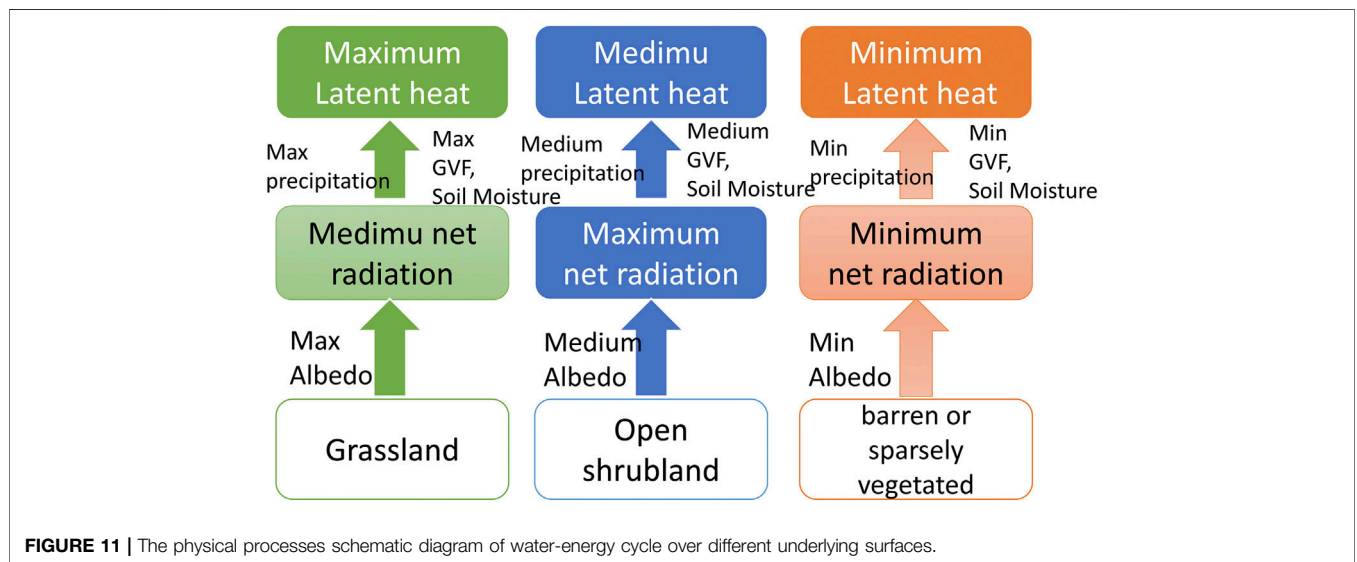 Maximum
Latent heat
Medimu
Latent heat
Minimum
Latent heat
Max
precipitation
Max
GVF,
Soil Moisture
Medium
precipitation
Medium
GVF,
Soil Moisture
Min
precipitation
Min
GVF,
Soil Moisture
Medimu net
radiation
Maximum
net radiation
Minimum
net radiation
Max
Albedo
Medium
Albedo
Min
Albedo
Grassland
Open
shrubland
barren or
sparsely
vegetated
FIGURE 11 | The physical processes schematic diagram of water-energy cycle over different underlying surfaces.